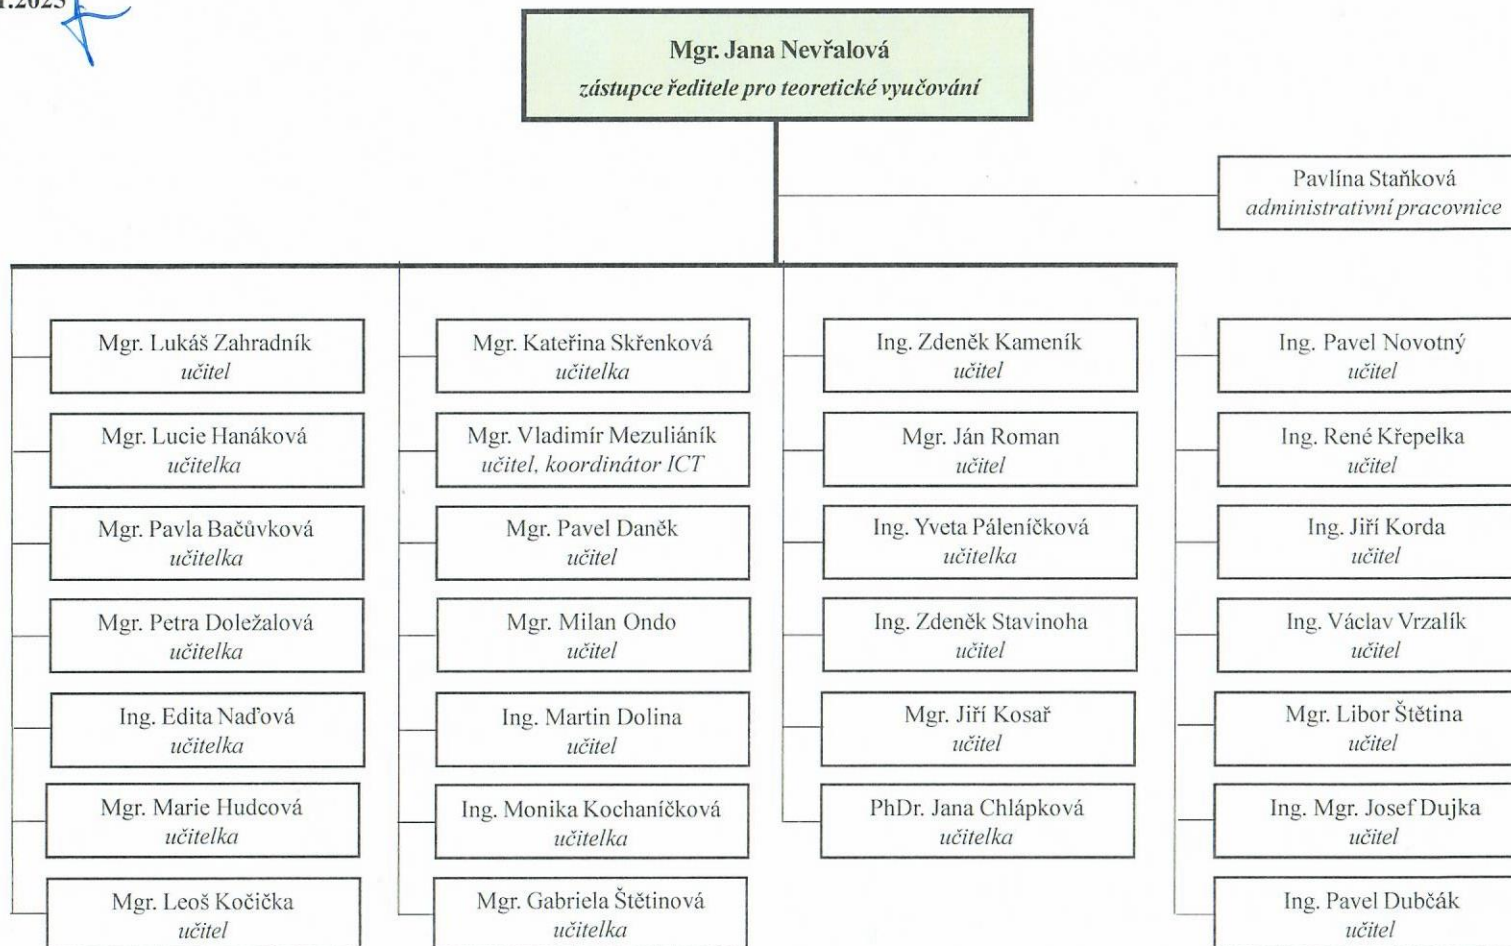 .2023
Mgr. Jana Nevřalová
zástupce ředitele pro teoretické vyučování
Pavlína Staňková
administrativní pracovnice
Mgr. Lukáš Zahradník
učitel
Mgr. Lucie Hanáková
učitelka
Mgr. Pavla Bačůvková
učitelka
Mgr. Petra Doležalová
učitelka
Ing. Edita Naďová
učitelka
Mgr. Marie Hudcová
učitelka
Mgr. Leoš Kočička
učitel
Mgr. Kateřina Skřenková
učitelka
Mgr. Vladimír Mezuliáník
učitel, koordinátor ICT
Mgr. Pavel Daněk
učitel
Mgr. Milan Ondo
učitel
Ing. Martin Dolina
učitel
Ing. Monika Kochaníčková
učitelka
Mgr. Gabriela Štětinová
učitelka
Ing. Zdeněk Kameník
učitel
Mgr. Ján Roman
učitel
Ing. Yveta Páleníčková
učitelka
Ing. Zdeněk Stavinoha
učitel
Mgr. Jiří Kosař
učitel
PhDr. Jana Chlápková
učitelka
Ing. Pavel Novotný
učitel
Ing. René Křepelka
učitel
Ing. Jiří Korda
učitel
Ing. Václav Vrzalík
učitel
Mgr. Libor Štětina
učitel
Ing. Mgr. Josef Dujka
učitel
Ing. Pavel Dubčák
učitel